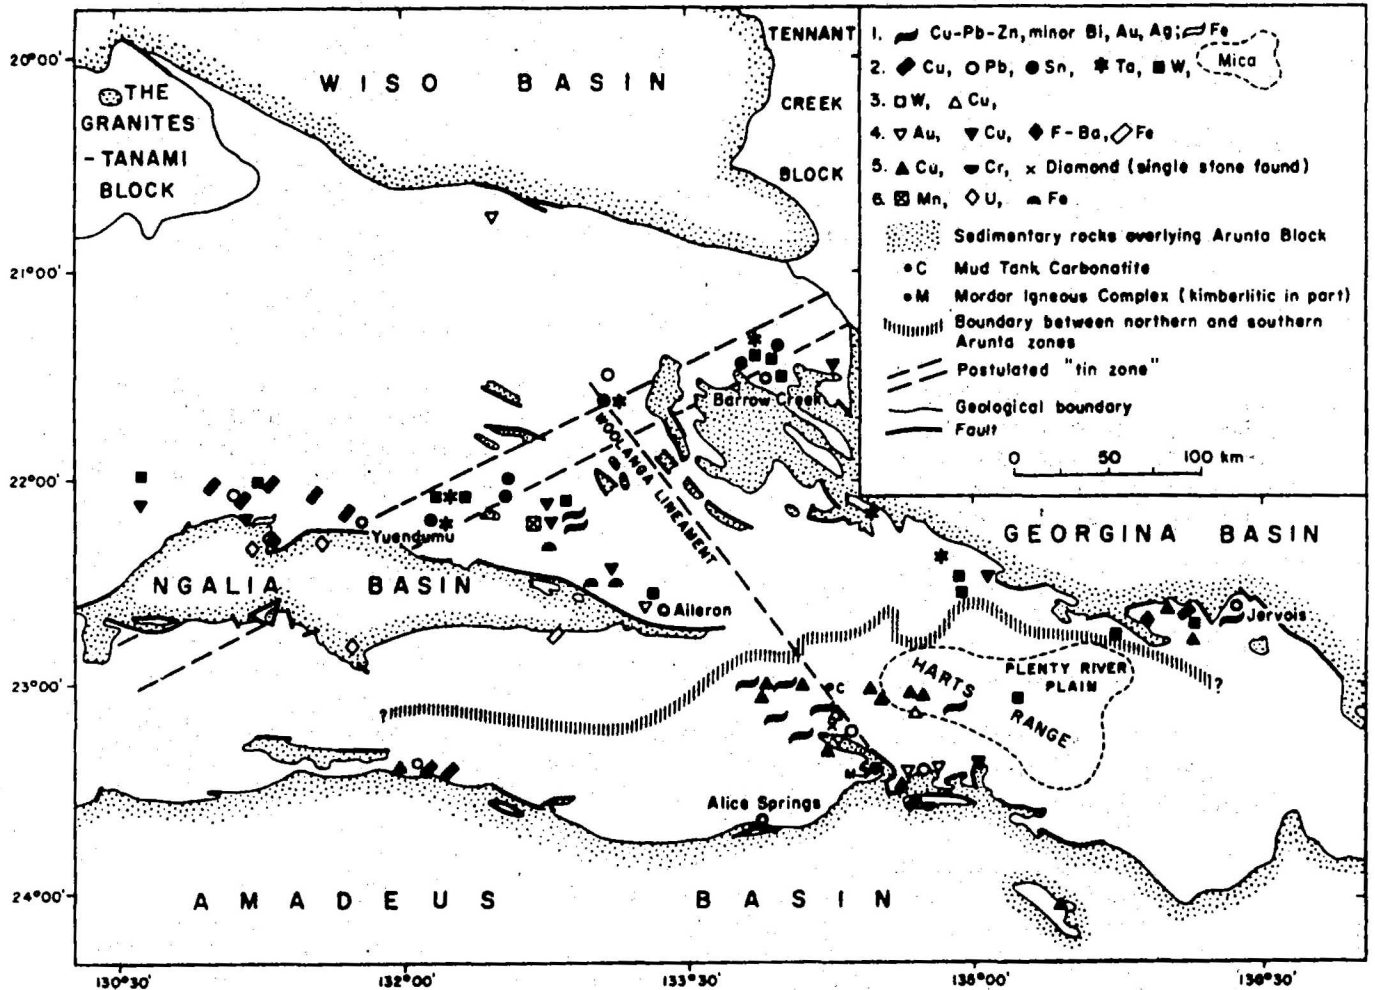 20°00'
21°00'
22°00'
23°00'
24°00'
130°30'
132°00'
133°30'
135°00'
136°30'
WISO BASIN
TENNANT
CREEK
BLOCK
THE
GRANITES
- TANAMI
BLOCK
1. Cu-Pb-Zn, minor Bi, Au, Ag; Fe
2. Cu, Pb, Sn, Ta, W, Mica
3. W, Cu,
4. Au, Cu, F-Ba, Fe
5. Cu, Cr, x Diamond (single stone found)
6. Mn, U, Fe
Sedimentary rocks overlying Arunta Block
C Mud Tank Carbonatite
M Mordor Igneous Complex (kimberlitic in part)
Boundary between northern and southern
Arunta zones
Postulated "tin zone"
Geological boundary
Fault
0 50 100 km
Barrow Creek
WOOLANGA LINEAMENT
GEORGINA BASIN
Yuendumu
NGALIA BASIN
Aileron
Jervois
HARTS
RANGE
PLENTY RIVER
PLAIN
?
?
C
M
Alice Springs
AMADEUS BASIN